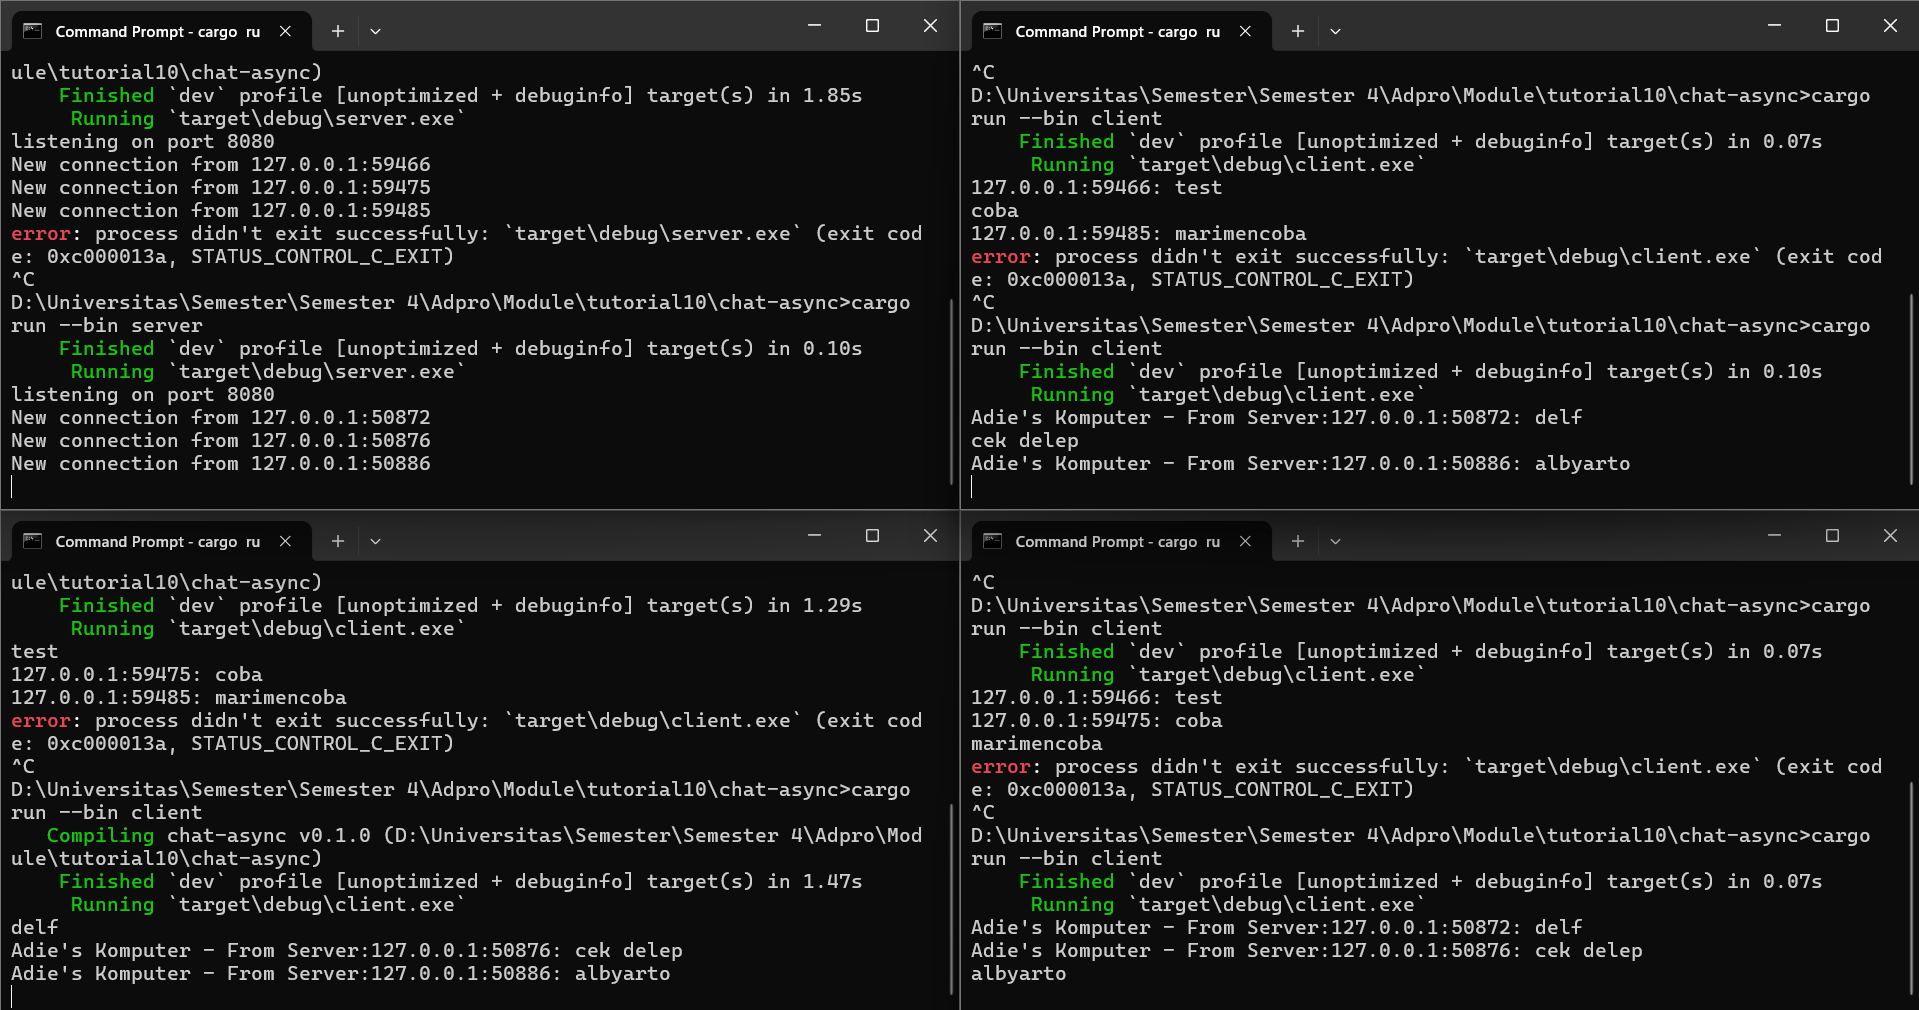 Command Prompt - cargo  ru
ule\tutorial10\chat-async)
Finished `dev` profile [unoptimized + debuginfo] target(s) in 1.85s
Running `target\debug\server.exe`
listening on port 8080
New connection from 127.0.0.1:59466
New connection from 127.0.0.1:59475
New connection from 127.0.0.1:59485
error: process didn't exit successfully: `target\debug\server.exe` (exit cod
e: 0xc000013a, STATUS_CONTROL_C_EXIT)
^C
D:\Universitas\Semester\Semester 4\Adpro\Module\tutorial10\chat-async>cargo
run --bin server
Finished `dev` profile [unoptimized + debuginfo] target(s) in 0.10s
Running `target\debug\server.exe`
listening on port 8080
New connection from 127.0.0.1:50872
New connection from 127.0.0.1:50876
New connection from 127.0.0.1:50886
Command Prompt - cargo  ru
^C
D:\Universitas\Semester\Semester 4\Adpro\Module\tutorial10\chat-async>cargo
run --bin client
Finished `dev` profile [unoptimized + debuginfo] target(s) in 0.07s
Running `target\debug\client.exe`
127.0.0.1:59466: test
coba
127.0.0.1:59485: marimencoba
error: process didn't exit successfully: `target\debug\client.exe` (exit cod
e: 0xc000013a, STATUS_CONTROL_C_EXIT)
^C
D:\Universitas\Semester\Semester 4\Adpro\Module\tutorial10\chat-async>cargo
run --bin client
Finished `dev` profile [unoptimized + debuginfo] target(s) in 0.10s
Running `target\debug\client.exe`
Adie's Komputer - From Server:127.0.0.1:50872: delf
cek delep
Adie's Komputer - From Server:127.0.0.1:50886: albyarto
Command Prompt - cargo  ru
ule\tutorial10\chat-async)
Finished `dev` profile [unoptimized + debuginfo] target(s) in 1.29s
Running `target\debug\client.exe`
test
127.0.0.1:59475: coba
127.0.0.1:59485: marimencoba
error: process didn't exit successfully: `target\debug\client.exe` (exit cod
e: 0xc000013a, STATUS_CONTROL_C_EXIT)
^C
D:\Universitas\Semester\Semester 4\Adpro\Module\tutorial10\chat-async>cargo
run --bin client
Compiling chat-async v0.1.0 (D:\Universitas\Semester\Semester 4\Adpro\Mod
ule\tutorial10\chat-async)
Finished `dev` profile [unoptimized + debuginfo] target(s) in 1.47s
Running `target\debug\client.exe`
delf
Adie's Komputer - From Server:127.0.0.1:50876: cek delep
Adie's Komputer - From Server:127.0.0.1:50886: albyarto
Command Prompt - cargo  ru
^C
D:\Universitas\Semester\Semester 4\Adpro\Module\tutorial10\chat-async>cargo
run --bin client
Finished `dev` profile [unoptimized + debuginfo] target(s) in 0.07s
Running `target\debug\client.exe`
127.0.0.1:59466: test
127.0.0.1:59475: coba
marimencoba
error: process didn't exit successfully: `target\debug\client.exe` (exit cod
e: 0xc000013a, STATUS_CONTROL_C_EXIT)
^C
D:\Universitas\Semester\Semester 4\Adpro\Module\tutorial10\chat-async>cargo
run --bin client
Finished `dev` profile [unoptimized + debuginfo] target(s) in 0.07s
Running `target\debug\client.exe`
Adie's Komputer - From Server:127.0.0.1:50872: delf
Adie's Komputer - From Server:127.0.0.1:50876: cek delep
albyarto